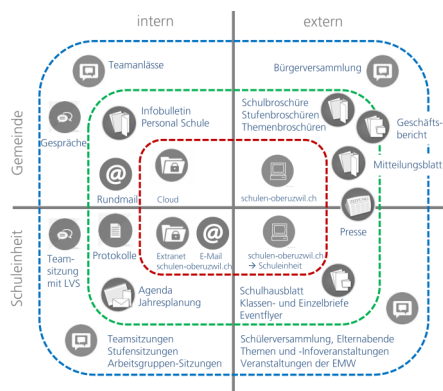 intern
extern
Gemeinde
Schuleinheit
Teamanlässe
Bürgerversammlung
Infobulletin
Personal Schule
Schulbroschüre
Stufenbroschüren
Themenbroschüren
Geschäfts-
bericht
Gespräche
Mitteilungsblatt
@
Rundmail
Cloud
schulen-oberuzwil.ch
Presse
Team-
sitzung
mit LVS
Protokolle
@
Extranet
E-Mail
schulen-oberuzwil.ch
schulen-oberuzwil.ch
→ Schuleinheit
Agenda
Jahresplanung
Schulhausblatt
Klassen- und Einzelbriefe
Eventflyer
Teamsitzungen
Stufensitzungen
Arbeitsgruppen-Sitzungen
Schülerversammlung, Elternabende
Themen und -Infoveranstaltungen
Veranstaltungen der EMW